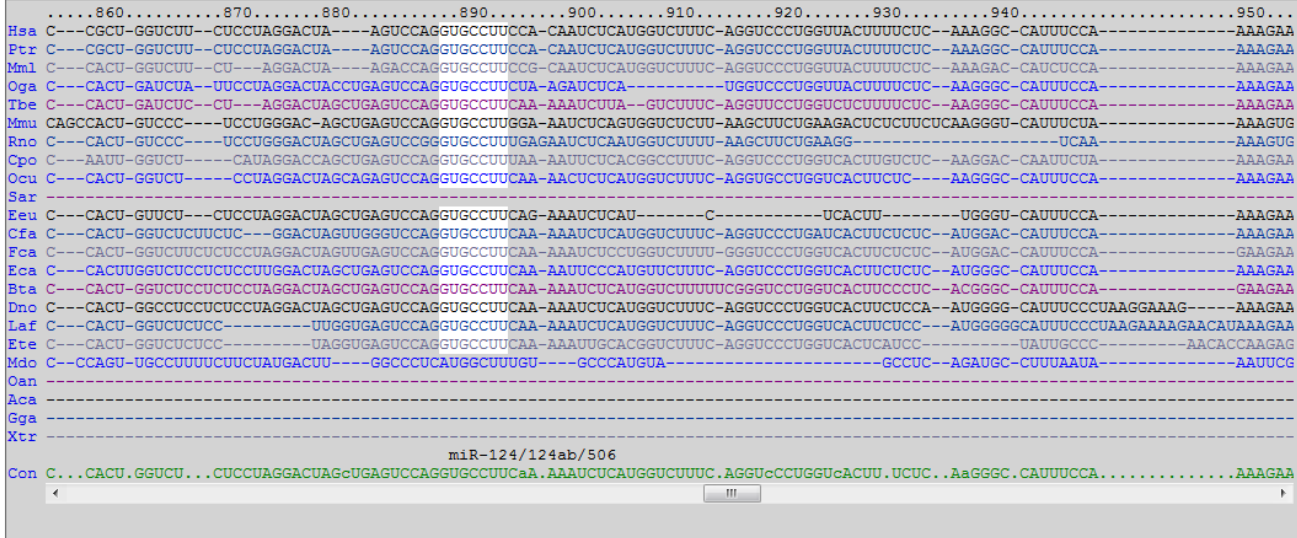 .....860.........870.......880...........890.........900........910........920........930.........940.....................950...
Hsa C---CGCU-GGUCUU--CUCCUAGGACUA----AGUCCAGGUGCCUUCCA-CAAUCUCAUGGUCUUUC-AGGUCCCUGGUUACUUUUCUC--AAAGGC-CAUUUCCA--------------AAAGAA
Ptr C---CGCU-GGUCUU--CUCCUAGGACUA----AGUCCAGGUGCCUUCCA-CAAUCUCAUGGUCUUUC-AGGUCCCUGGUUACUUUUCUC--AAAGGC-CAUUUCCA--------------AAAGAA
Mml C---CACU-GGUCUU--CU---AGGACUA----AGACCAGGUGCCUUCCG-CAAUCUCAUGGUCUUUC-AGGUCCCUGGUUACUUUUCUC--AAAGAC-CAUCUCCA--------------AAAGAA
Oga C---CACU-GAUCUA--UUCCUAGGACUACCUGAGUCCAGGUGCCUUCUA-AGAUCUCA---------UGGUCCCUGGUUACUUUUCUC--AAGGGC-CAUUUCCA--------------AAAGAA
Tbe C---CACU-GAUCUC--CU---AGGACUAGCUGAGUCCAGGUGCCUUCAA-AAAUCUUA--GUCUUUC-AGGUUCCUGGUCUCUUUUCUC--AAGGGC-CAUUUCCA--------------AAAGAA
Mmu CAGCCACU-GUCCC----UCCUGGGAC-AGCUGAGUCCAGGUGCCUUGGA-AAUCUCAGUGGUCUCUU-AAGCUUCUGAAGACUCUCUUCUCAAGGGU-CAUUUCUA--------------AAAGUG
Rno C---CACU-GUCCC----UCCUGGGACUAGCUGAGUCCGGGUGCCUUUGAGAAUCUCAAUGGUCUUUU-AAGCUUCUGAAGG---------------------UCAA--------------AAAGUG
Cpo C---AAUU-GGUCU-----CAUAGGACCAGCUGAGUCCAGGUGCCUUUAA-AAUUCUCACGGCCUUUC-AGGUCCCUGGUCACUUGUCUC--AAGGAC-CAAUUCUA--------------AAAGAA
Ocu C---CACU-GGUCU-----CCUAGGACUAGCAGAGUCCAGGUGCCUUCAA-AACUCUCAUGGUCUUUC-AGGUGCCUGGUCACUUCUC----AAGGGC-CAUUUCCA--------------AAAGAA
Sar -----------------------------------------------------------------------------------------------------------------------------
Eeu C---CACU-GUUCU---CUCCUAGGACUAGCUGAGUCCAGGUGCCUUCAG-AAAUCUCAU------C-----------UCACUU--------UGGGU-CAUUUCCA--------------AAAGAA
Cfa C---CACU-GGUCUCUUCUC---GGACUAGUUGGGUCCAGGUGCCUUCAA-AAAUCUCAUGGUCUUUC-AGGUCCCUGAUCACUUCUCUC--AUGGAC-CAUUUCCA--------------AAAGAA
Fca C---CACU-GGUCUUCUCUCCUAGGACUAGUUGAGUCCAGGUGCCUUCAA-AAAUCUCCUGGUCUUUU-GGGUCCCUGGUCACUUCUCUC--AUGGAC-CAUUUCCA--------------GAAGAA
Eca C---CACUUGGUCUCCUCUCCUUGGACUAGCUGAGUCCAGGUGCCUUCAA-AAUUCCCAUGUUCUUUC-AGGUCCCUGGUCACUUCUCUC--AUGGGC-CAUUUCCA--------------AAAGAA
Bta C---CACU-GGUCUCCUCUCCUAGGACUAGCUGAGUCCAGGUGCCUUCAA-AAAUCUCAUGGUCUUUUUCGGGUCCUGGUCACUUCCCUC--ACGGGC-CAUUUCCA--------------GAAGAA
Dno C---CACU-GGCCUCCUCUCCUAGGACUAGCUGAGUCCAGGUGCCUUCAA-AAAUCUCAUGGUCUUUC-AGGUCCCUGGUCACUUCUCCA--AUGGGG-CAUUUCCCUAAGGAAAG-----AAAGAA
Laf C---CACU-GGUCUCUCC---------UUGGUGAGUCCAGGUGCCUUCAA-AAAUCUCAUGGUCUUUC-AGGUCCCUGGUCACUUCUCC---AUGGGGGCAUUUCCCUAAGAAAAGAACAUAAAGAA
Ete C---CACU-GGUCUCUCC---------UAGGUGAGUCCAGGUGCCUUCAA-AAAUUGCACGGUCUUUC-AGGUCCCUGGUCACUCAUCC--------UAUUGCCC---------AACACCAAGAG
Mdo C--CCAGU-UGCCUUUUCUUCUAUGACUU---GGCCCUCAUGGCUUUGU---GCCCAUGUA----------------------GCCUC--AGAUGC-CUUUAAUA--------------AAUUCG
Oan -----------------------------------------------------------------------------------------------------------------------------
Aca -----------------------------------------------------------------------------------------------------------------------------
Gga -----------------------------------------------------------------------------------------------------------------------------
Xtr -----------------------------------------------------------------------------------------------------------------------------
miR-124/124ab/506
Con C...CACU.GGUCU...CUCCUAGGACUAGcUGAGUCCAGGUGCCUUCaA.AAAUCUCAUGGUCUUUC.AGGUcCCUGGUcACUU.UCUC..AaGGGC.CAUUUCCA..............AAAGAA